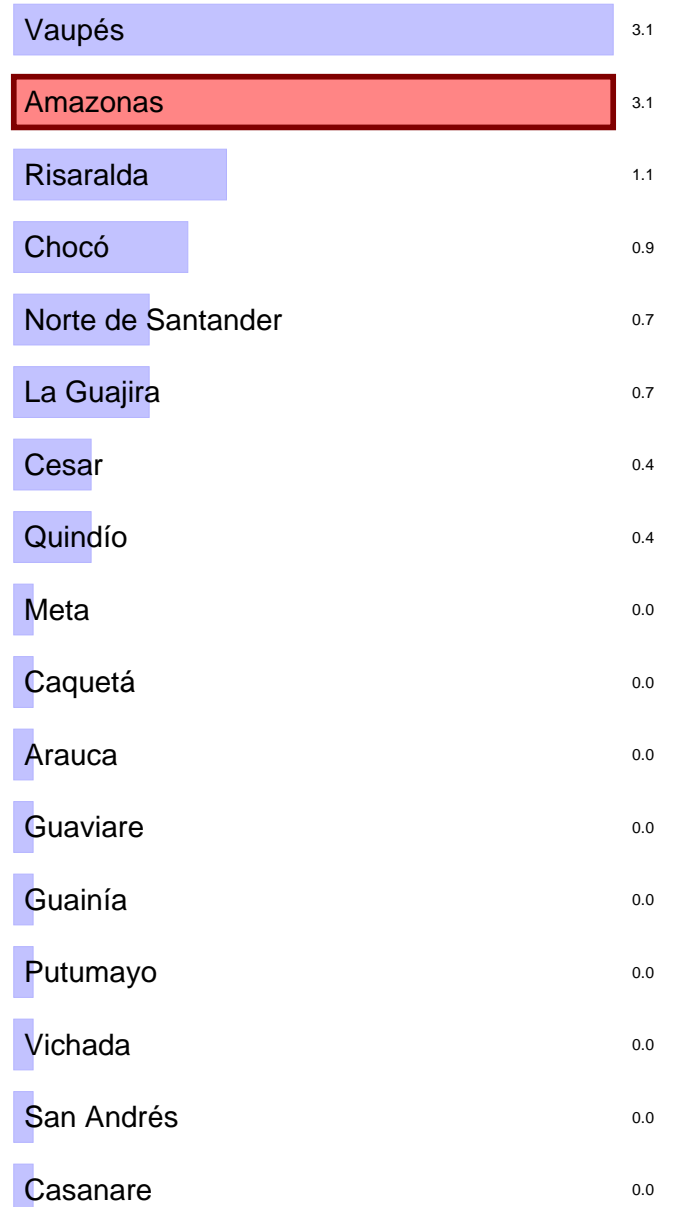 Vaupés 3.1
Amazonas 3.1
Risaralda 1.1
Chocó 0.9
Norte de Santander 0.7
La Guajira 0.7
Cesar 0.4
Quindío 0.4
Meta 0.0
Caquetá 0.0
Arauca 0.0
Guaviare 0.0
Guainía 0.0
Putumayo 0.0
Vichada 0.0
San Andrés 0.0
Casanare 0.0